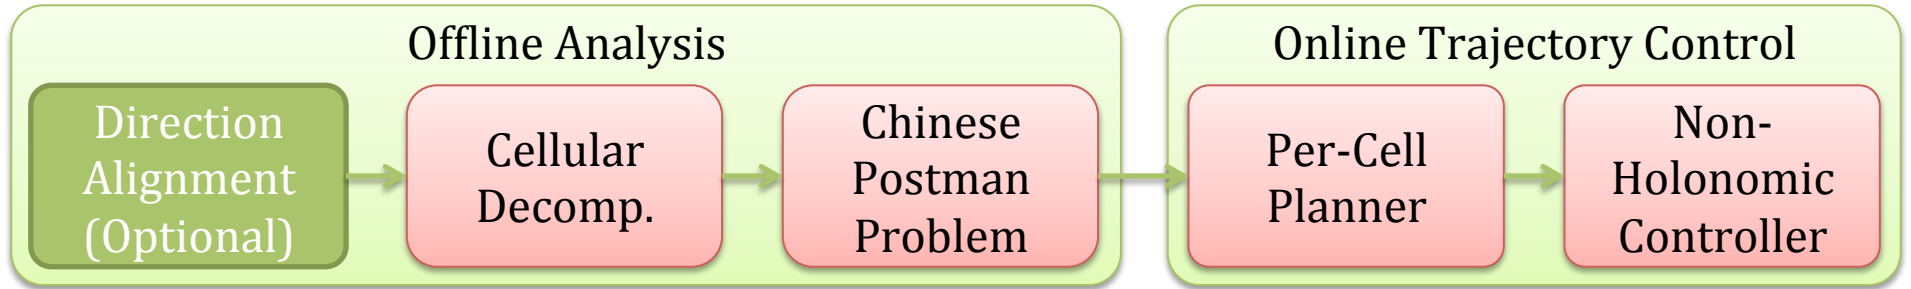 Offline Analysis
Direction
Alignment
(Optional)
Cellular
Decomp.
Chinese
Postman
Problem
Online Trajectory Control
Per-Cell
Planner
Non-
Holonomic
Controller